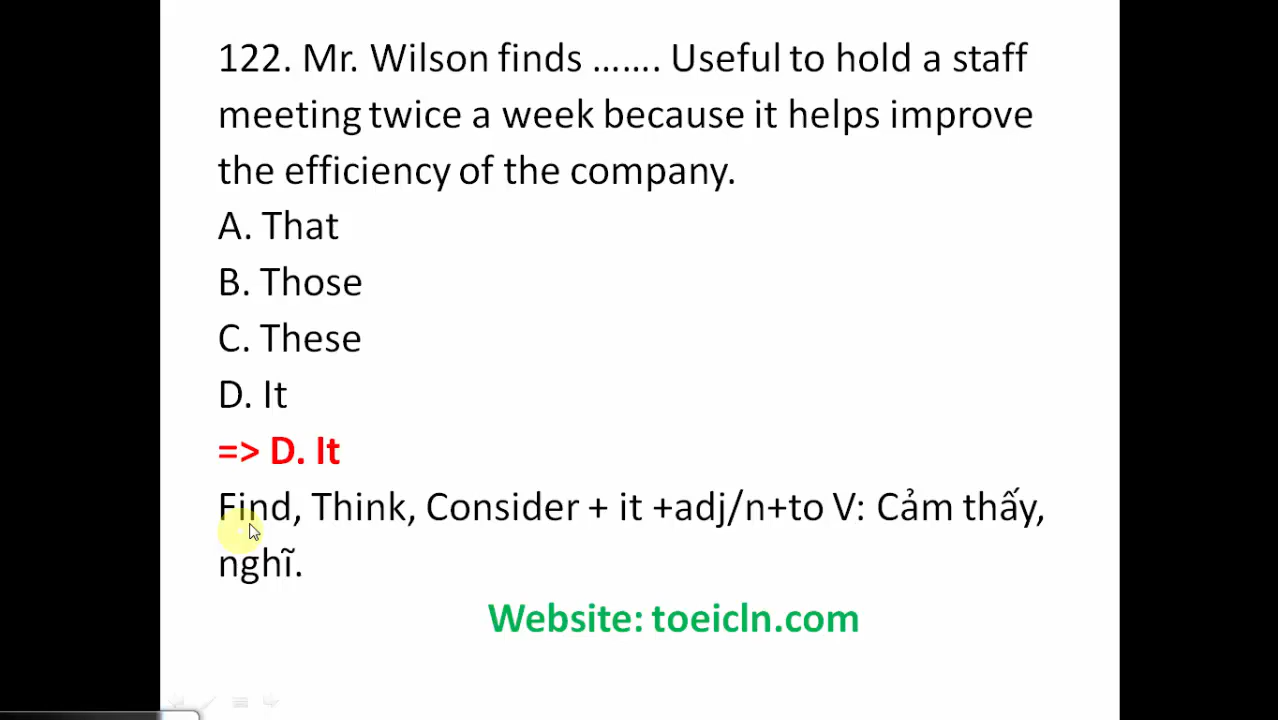 122. Mr. Wilson finds ……. Useful to hold a staff
meeting twice a week because it helps improve
the efficiency of the company.
A. That
B. Those
C. These
D. It
=> D. It
Find, Think, Consider + it +adj/n+to V: Cảm thấy,
nghĩ.
Website: toeicln.com